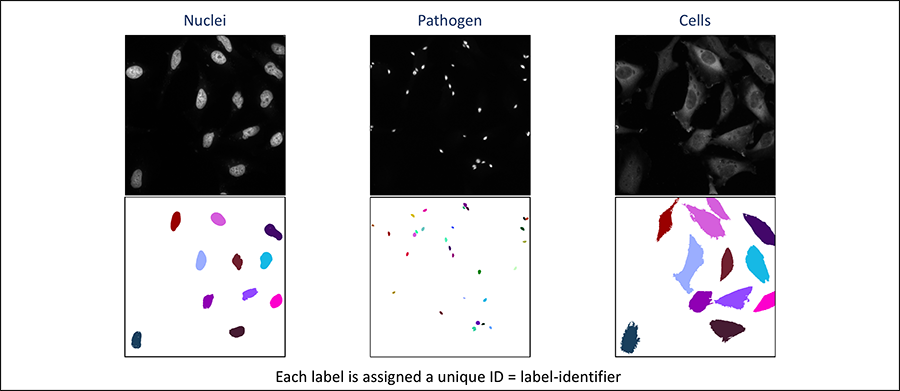 Nuclei
Pathogen
Cells
Each label is assigned a unique ID = label-identifier